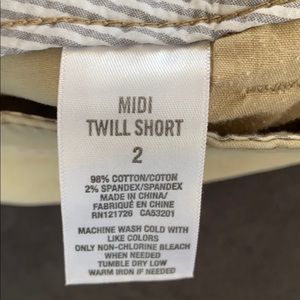 MIDI
TWILL SHORT
2
98% COTTON/COTON
2% SPANDEX/SPANDEX
MADE IN CHINA/
FABRIQUÉ EN CHINE
RN121726 CA53201
MACHINE WASH COLD WITH
LIKE COLORS
ONLY NON-CHLORINE BLEACH
WHEN NEEDED
TUMBLE DRY LOW
WARM IRON IF NEEDED